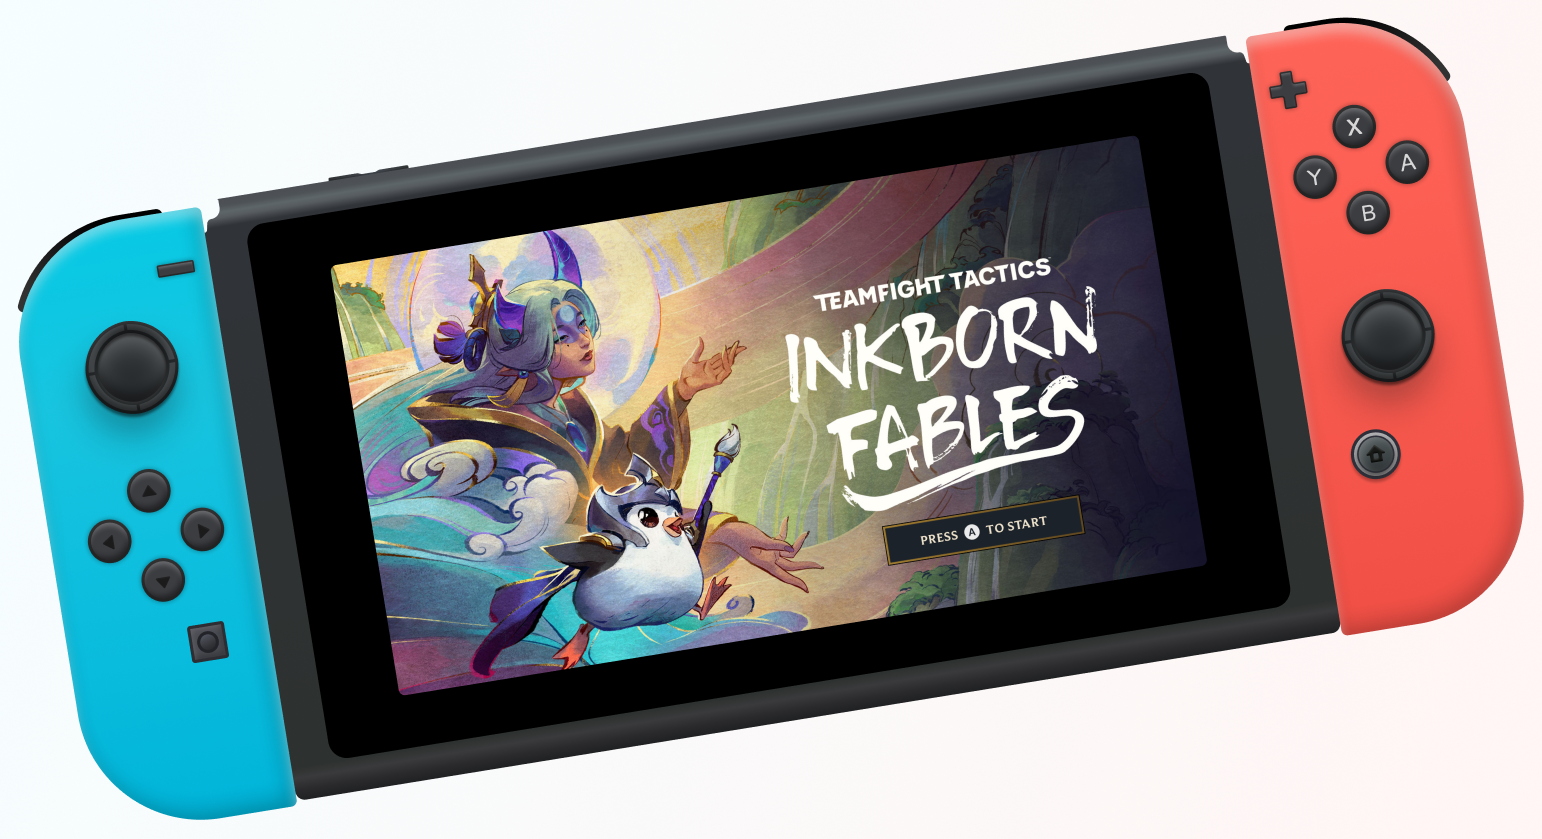 TEAMFIGHT TACTICS
INKBORN
FABLES
PRESS A TO START
X
Y
A
B